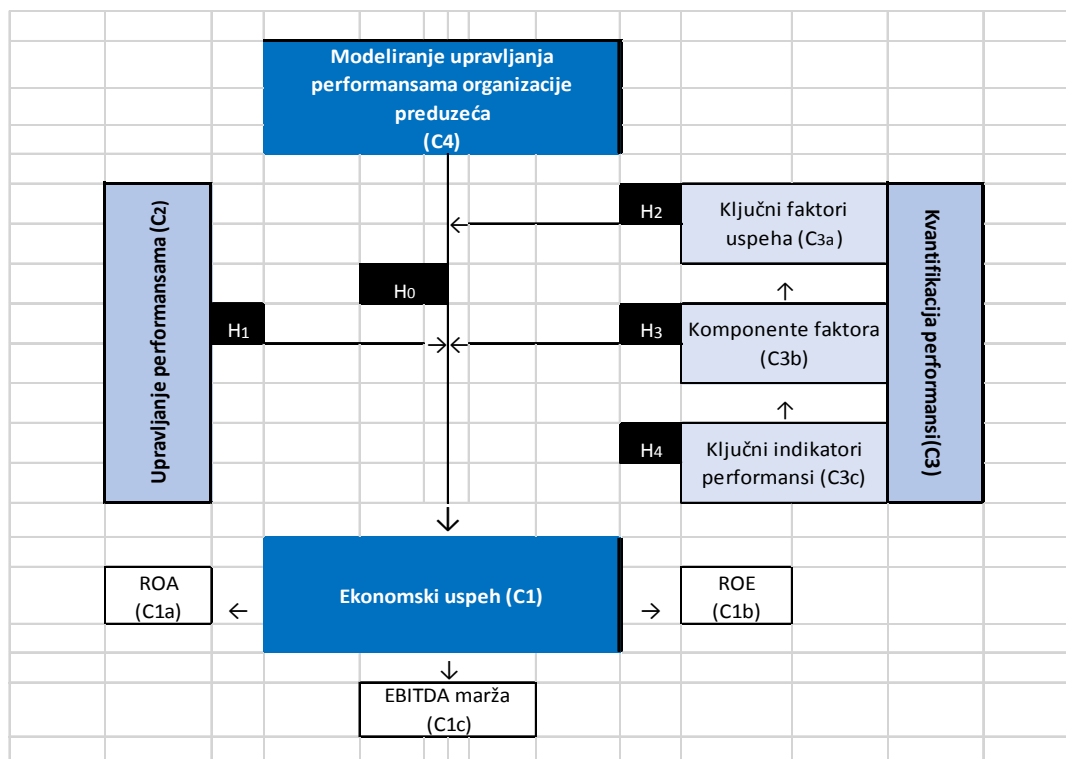 Modeliranje upravljanja
performansama organizacije
preduzeća
(C4)
Upravljanje performansama (C2)
H2
Ključni faktori
uspeha (C3a)
Kvantifikacija performansi(C3)
H0
H1
H3
Komponente faktora
(C3b)
H4
Ključni indikatori
performansi (C3c)
ROA
(C1a)
Ekonomski uspeh (C1)
ROE
(C1b)
EBITDA marža
(C1c)